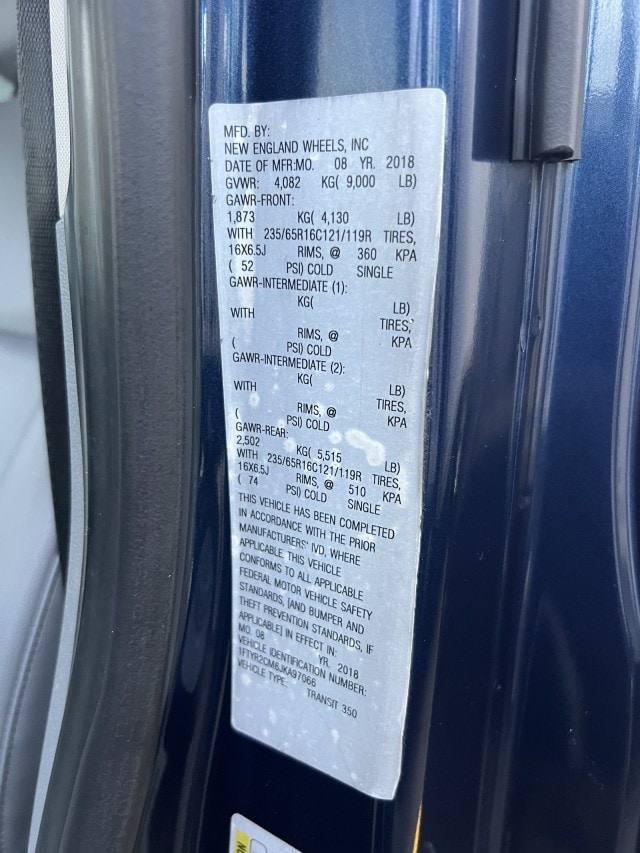 MFD. BY:
NEW ENGLAND WHEELS, INC
DATE OF MFR:MO. 08 YR. 2018
GVWR: 4,082 KG( 9,000 LB)
GAWR-FRONT:
1,873 KG( 4,130 LB)
WITH 235/65R16C121/119R TIRES,
16X6.5J RIMS, @ 360 KPA
( 52 PSI) COLD SINGLE
GAWR-INTERMEDIATE (1):
KG( LB)
WITH TIRES,
RIMS, @ KPA
( PSI) COLD
GAWR-INTERMEDIATE (2):
KG( LB)
WITH TIRES,
RIMS, @ KPA
( PSI) COLD
GAWR-REAR:
2,502 KG( 5,515 LB)
WITH 235/65R16C121/119R TIRES,
16X6.5J RIMS, @ 510 KPA
( 74 PSI) COLD SINGLE
THIS VEHICLE HAS BEEN COMPLETED
IN ACCORDANCE WITH THE PRIOR
MANUFACTURERS' IVD, WHERE
APPLICABLE, THIS VEHICLE
CONFORMS TO ALL APPLICABLE
FEDERAL MOTOR VEHICLE SAFETY
STANDARDS, [AND BUMPER AND
THEFT PREVENTION STANDARDS, IF
APPLICABLE] IN EFFECT IN:
MO. 08 YR. 2018
VEHICLE IDENTIFICATION NUMBER:
1FTYR2CM6JKA97066
VEHICLE TYPE: TRANSIT 350